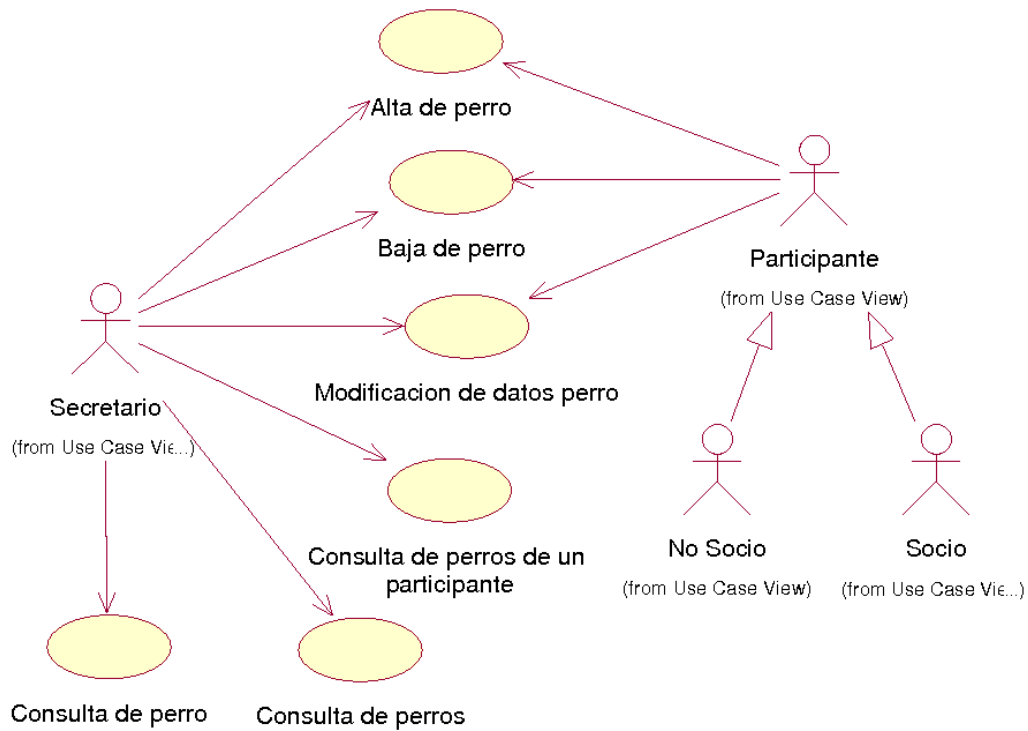 Alta de perro
Baja de perro
Participante
(from Use Case View)
Modificacion de datos perro
Secretario
(from Use Case Vie...)
Consulta de perros de un
participante
No Socio
(from Use Case View)
Socio
(from Use Case Vie...)
Consulta de perro
Consulta de perros